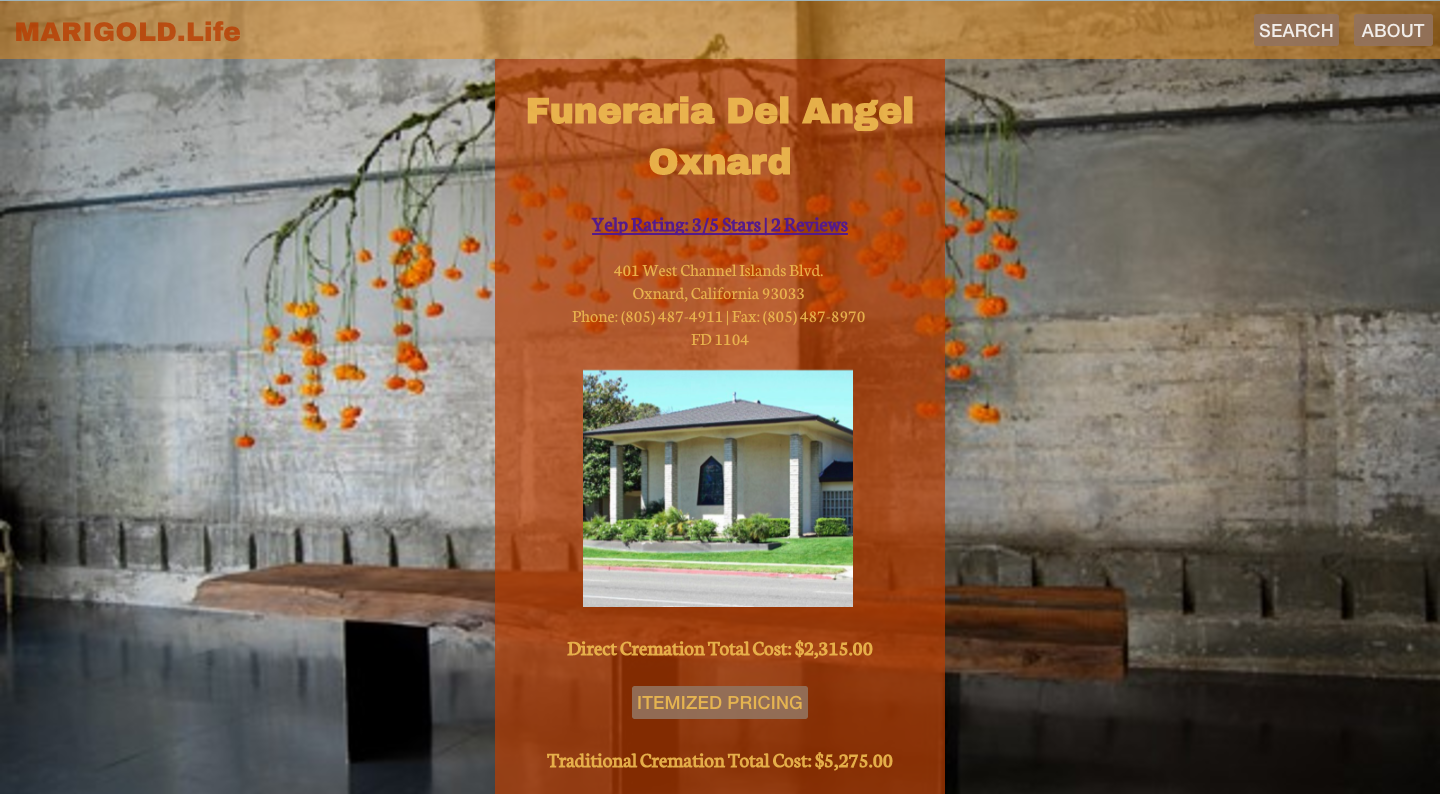 MARIGOLD.Life
SEARCH
ABOUT
Funeraria Del Angel
Oxnard
Yelp Rating: 3/5 Stars | 2 Reviews
401 West Channel Islands Blvd.
Oxnard, California 93033
Phone: (805) 487-4911 | Fax: (805) 487-8970
FD 1104
Direct Cremation Total Cost: $2,315.00
ITEMIZED PRICING
Traditional Cremation Total Cost: $5,275.00